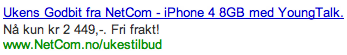 Ukens Godbit fra NetCom - iPhone 4 8GB med YoungTalk.
Nå kun kr 2 449,-. Fri frakt!
www.NetCom.no/ukestilbud